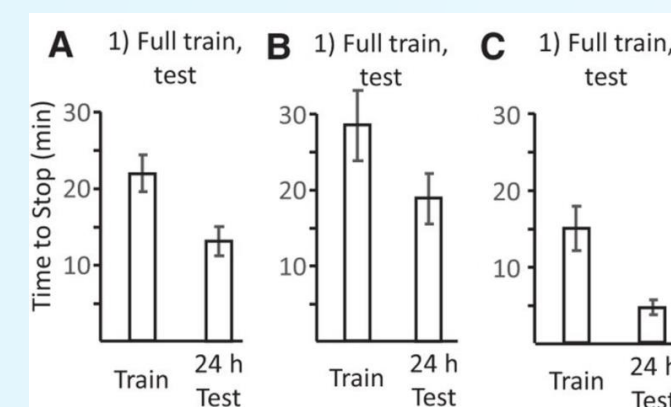 A 1) Full train,
test
B 1) Full train,
test
C 1) Full train,
test
Time to Stop (min)
30
20
10
Train
24 h
Test
30
20
10
Train
24 h
Test
30
20
10
Train
24 h
Test